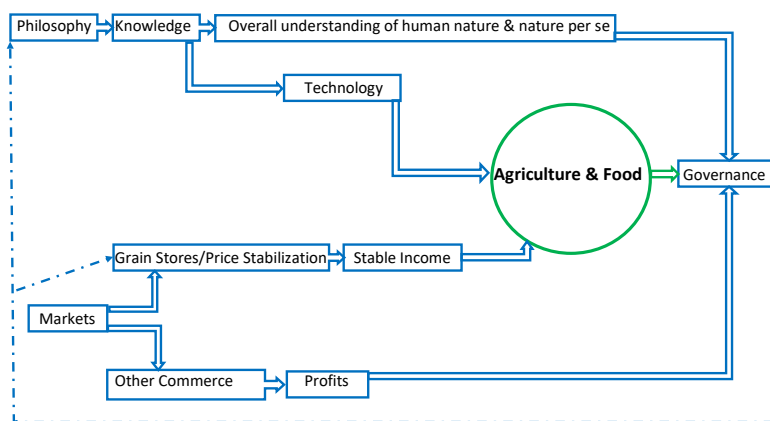 Philosophy
Knowledge
Overall understanding of human nature & nature per se
Technology
Agriculture & Food
Governance
Grain Stores/Price Stabilization
Stable Income
Markets
Other Commerce
Profits